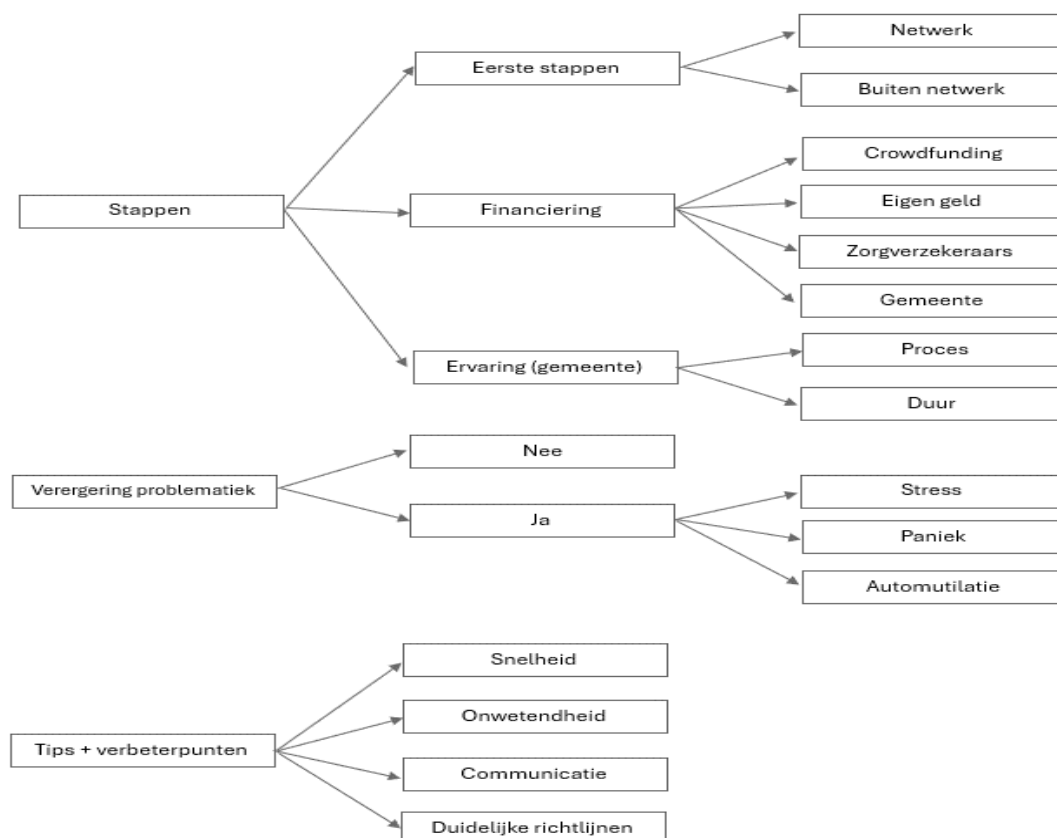 Netwerk
Eerste stappen
Buiten netwerk
Crowdfunding
Stappen
Financiering
Eigen geld
Zorgverzekeraars
Gemeente
Ervaring (gemeente)
Proces
Duur
Verergering problematiek
Nee
Ja
Stress
Paniek
Automutilatie
Tips + verbeterpunten
Snelheid
Onwetendheid
Communicatie
Duidelijke richtlijnen